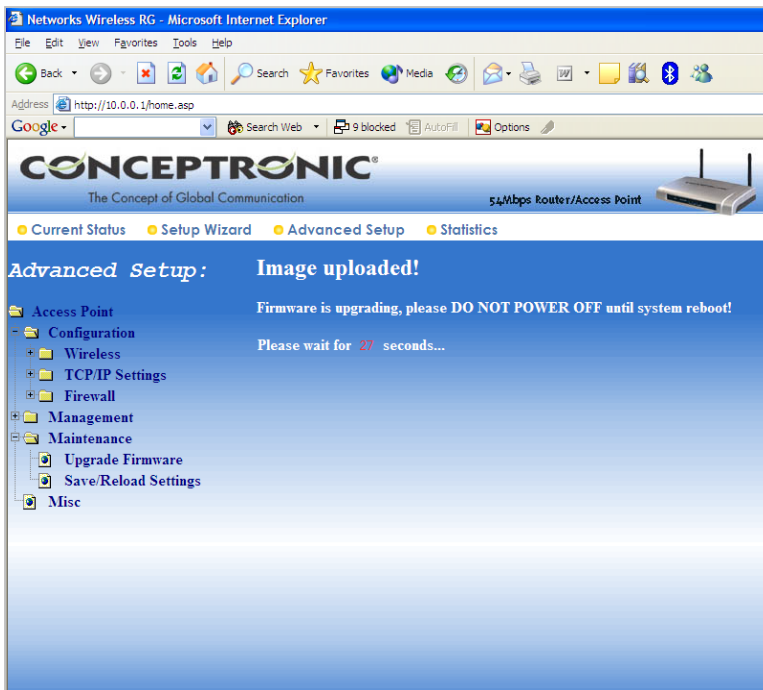 Networks Wireless RG - Microsoft Internet Explorer
File Edit View Favorites Tools Help
Back Search Favorites Media
Address http://10.0.0.1/home.asp
Google Search Web 9 blocked AutoFill Options
CONCEPTRONIC®
The Concept of Global Communication
54Mbps Router/Access Point
Current Status Setup Wizard Advanced Setup Statistics
Advanced Setup:
Image uploaded!
Access Point
Firmware is upgrading, please DO NOT POWER OFF until system reboot!
Configuration
Please wait for 27 seconds...
Wireless
TCP/IP Settings
Firewall
Management
Maintenance
Upgrade Firmware
Save/Reload Settings
Misc